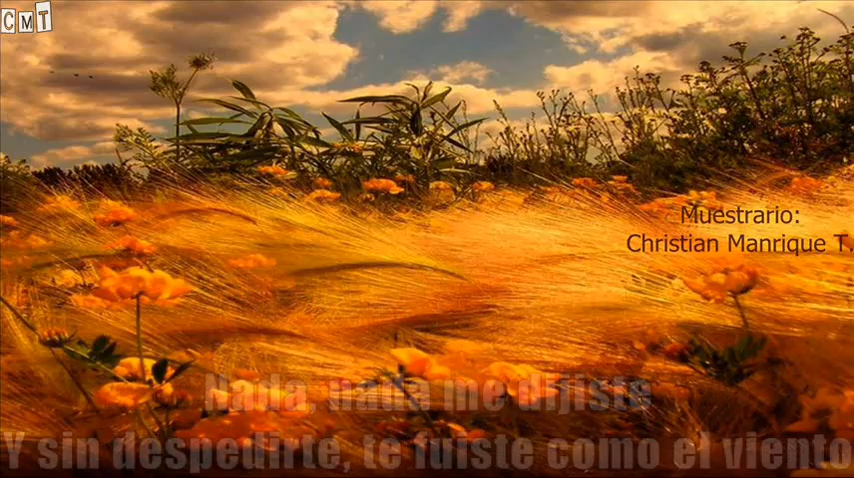 CMT
Muestrario:
Christian Manrique T.
Nada, nada me dijiste
Y sin despedirte, te fuiste como el viento